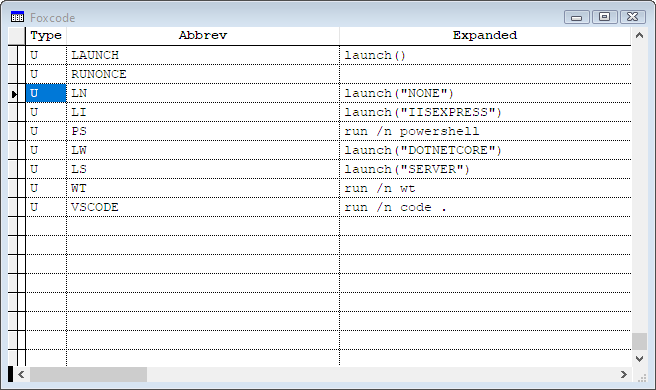 Foxcode
Type Abbrev Expanded
U LAUNCH launch()
U RUNONCE
U LN launch("NONE")
U LI launch("IISEXPRESS")
U PS run /n powershell
U LW launch("DOTNETCORE")
U LS launch("SERVER")
U WT run /n wt
U VSCODE run /n code .